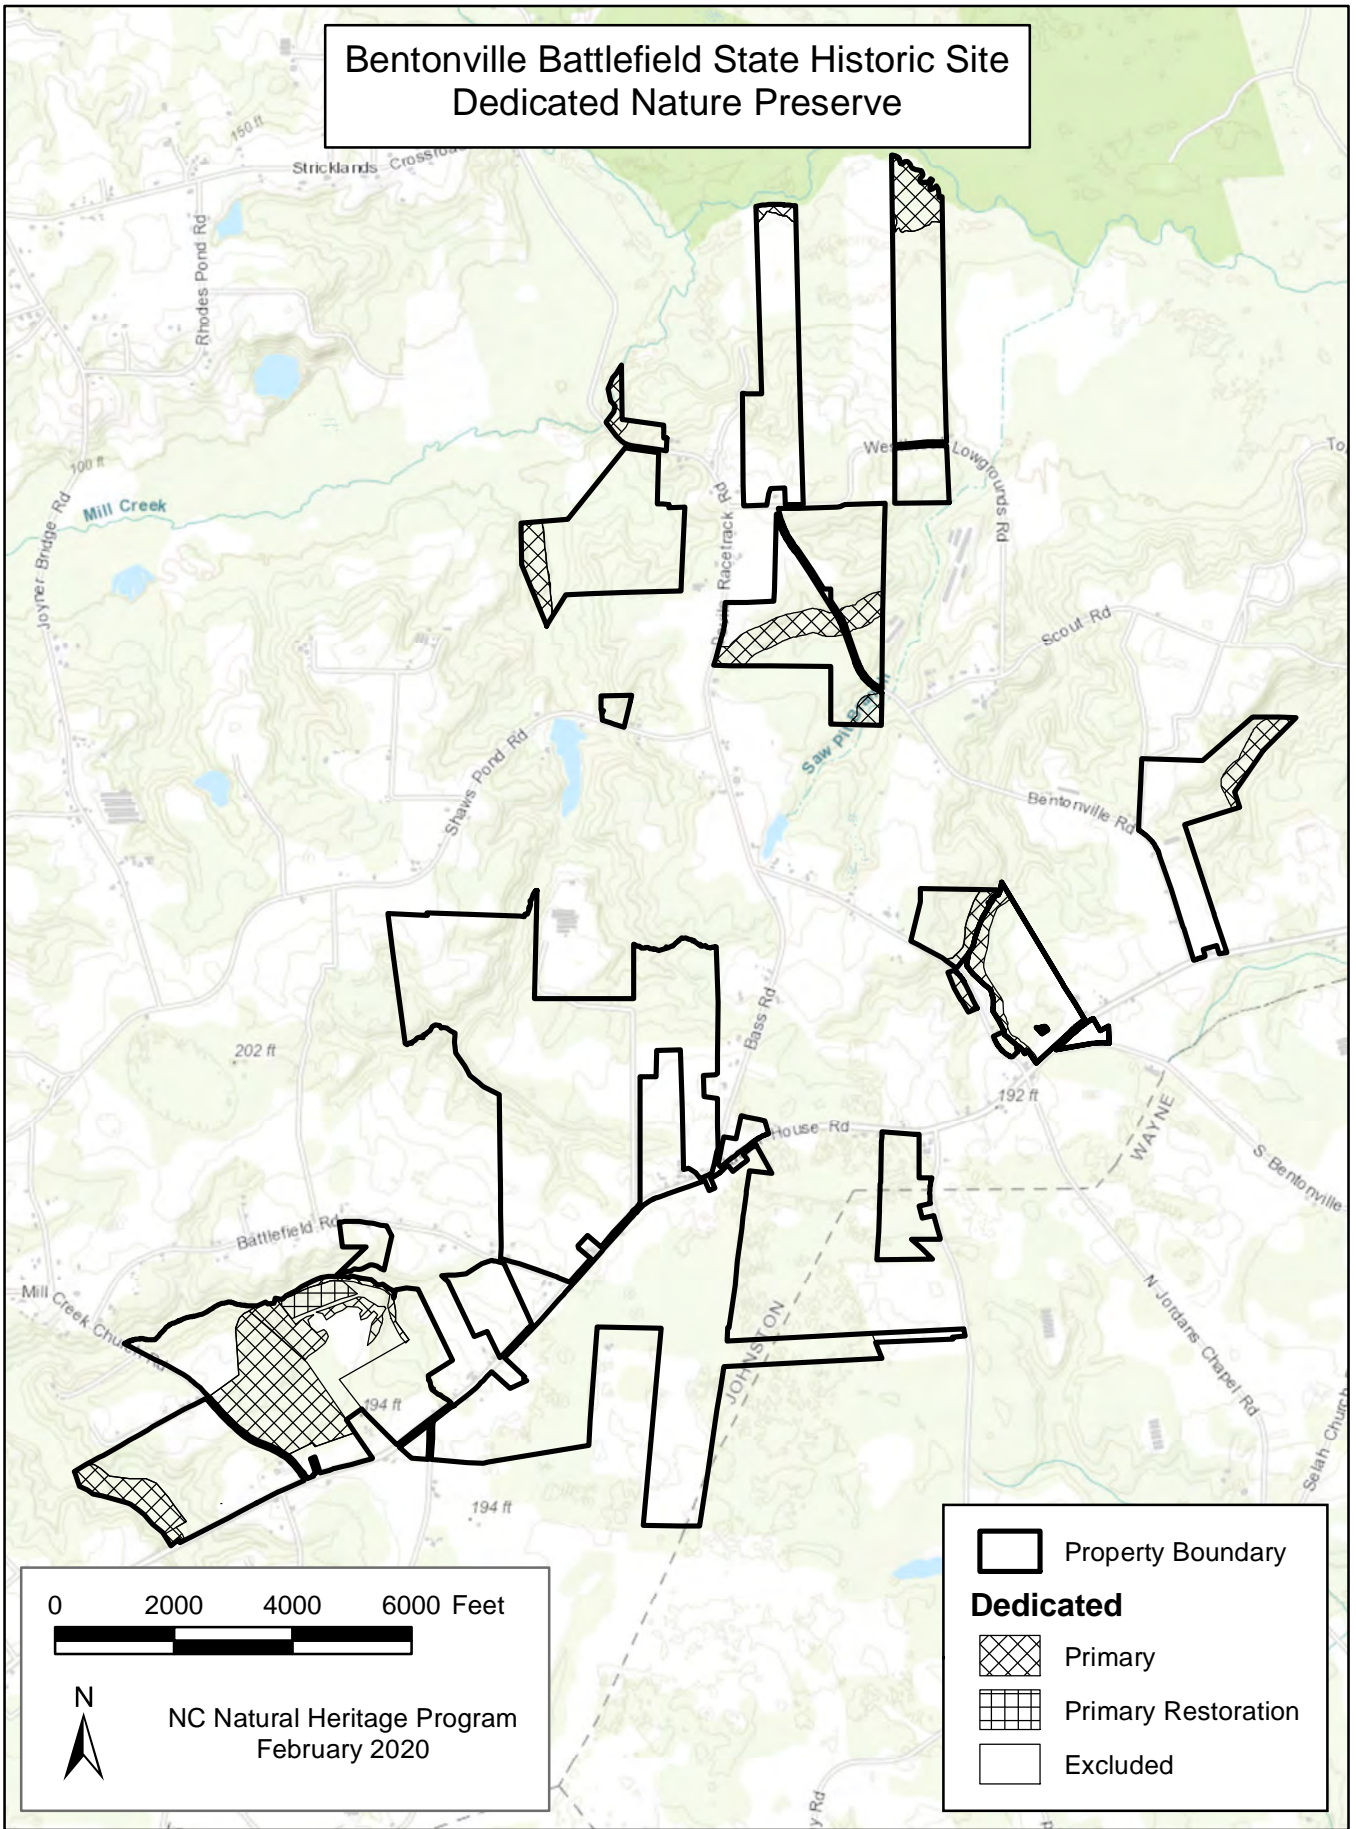 Bentonville Battlefield State Historic Site
Dedicated Nature Preserve
150 ft
Stricklands Crossroads
Rhodes Pond Rd
100 ft
Mill Creek
Joyner Bridge Rd
Racetrack Rd
Lowgrounds Rd
Scout Rd
Shaws Pond Rd
Saw Pit Branch
Bentonville Rd
Bass Rd
202 ft
192 ft
House Rd
WAYNE
S Bentonville
Battlefield Rd
Mill Creek Church Rd
JOHNSTON
N Jordans Chapel Rd
194 ft
Selah Church
194 ft
Property Boundary
Dedicated
Primary
Primary Restoration
Excluded
0 2000 4000 6000 Feet
N
NC Natural Heritage Program
February 2020
y Rd